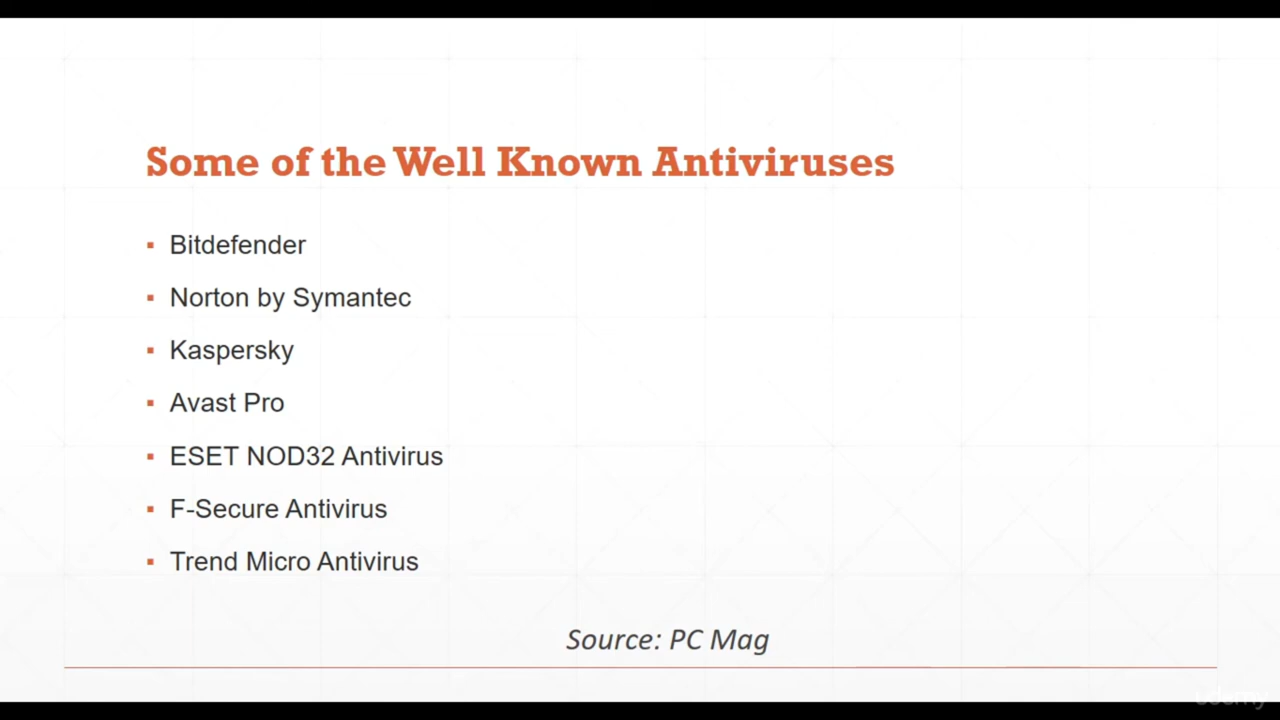 Some of the Well Known Antiviruses
▪ Bitdefender
▪ Norton by Symantec
▪ Kaspersky
▪ Avast Pro
▪ ESET NOD32 Antivirus
▪ F-Secure Antivirus
▪ Trend Micro Antivirus
Source: PC Mag
udemy